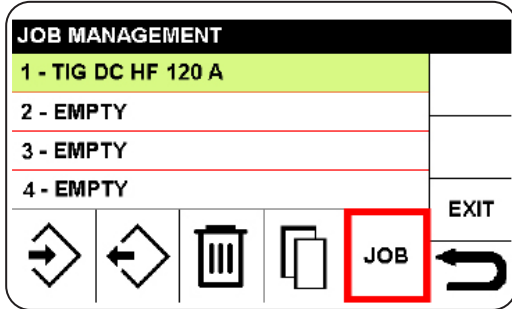 JOB MANAGEMENT
1 - TIG DC HF 120 A
2 - EMPTY
3 - EMPTY
4 - EMPTY
EXIT
JOB